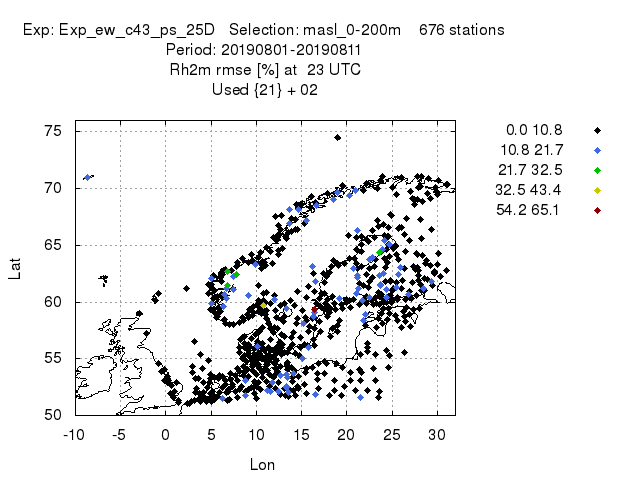 Exp: Exp_ew_c43_ps_25D   Selection: masl_0-200m    676 stations
Period: 20190801-20190811
Rh2m rmse [%] at  23 UTC
Used {21} + 02
0.0 10.8
10.8 21.7
21.7 32.5
32.5 43.4
54.2 65.1
75
70
65
60
55
50
Lat
-10 -5 0 5 10 15 20 25 30
Lon